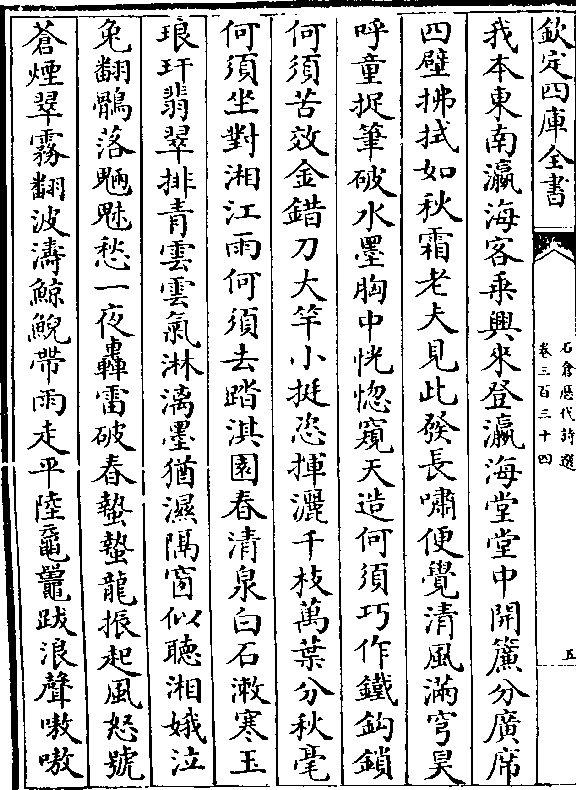 欽定四庫全書
石倉歴代詩選
卷三百三十四
五
我本東南瀛海客乘興來登瀛海堂堂中開簾分廣席
四壁拂拭如秋霜老夫見此發長嘯便覺清風滿穹昊
呼童捉筆破水墨胸中恍惚窺天造何須巧作鐵鈎鎖
何須苦效金錯刀大竿小挺恣揮灑千枝萬葉分秋毫
何須坐對湘江雨何須去踏淇園春清泉白石漱寒玉
琅玕翡翠排青雲雲氣淋漓墨猶濕隔窗似聽湘娥泣
兔翻鶻落魍魅愁一夜轟雷破春蟄蟄龍振起風怒號
蒼煙翠霧翻波濤鯨鯢帶雨走平陸黿鼉跋浪聲嗷嗷